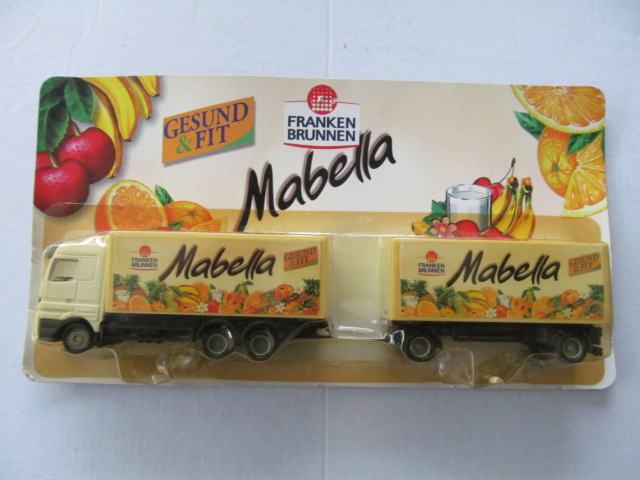 GESUND
& FIT
FRANKEN
BRUNNEN
Mabella
FRANKEN
BRUNNEN
Mabella
GESUND
& FIT
FRANKEN
BRUNNEN
Mabella
GESUND
& FIT